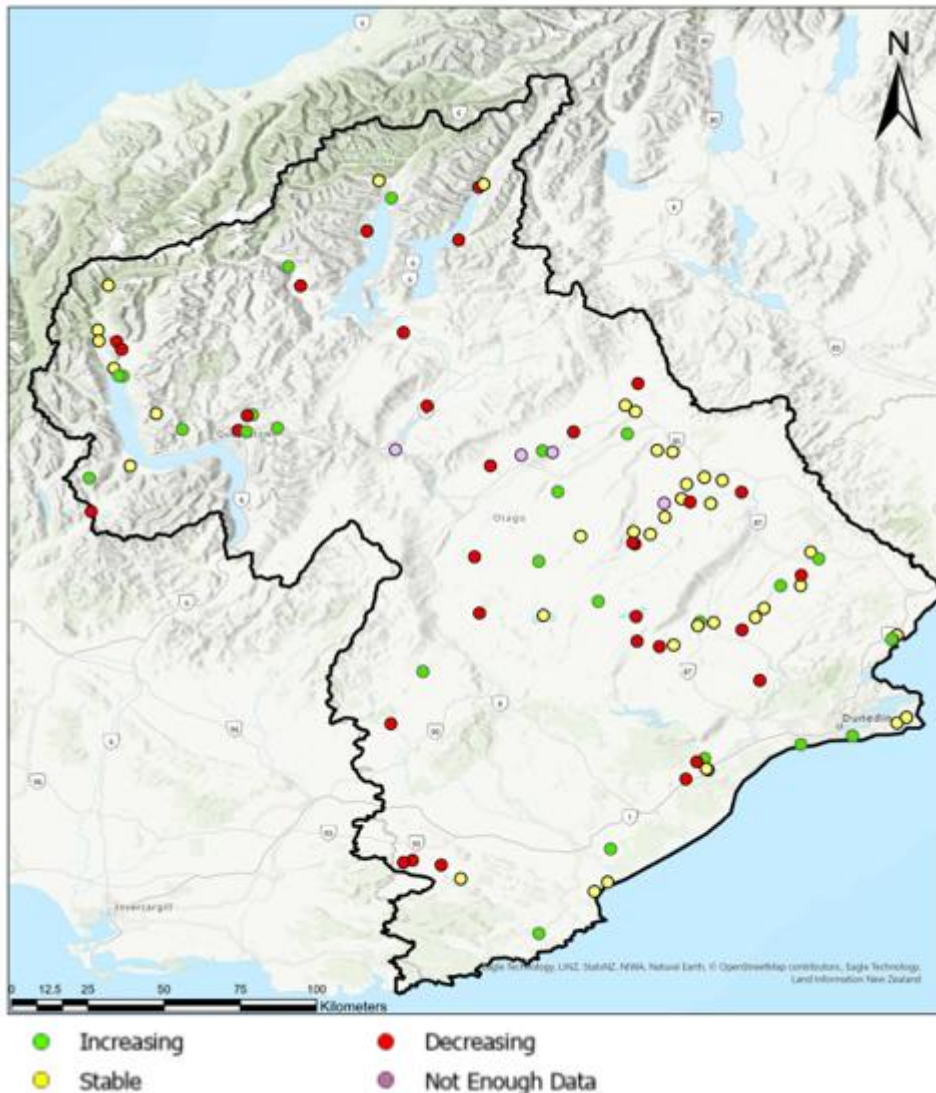 N
Otago
Dunedin
Invercargill
Eagle Technology, LINZ, StatsNZ, NIWA, Natural Earth, © OpenStreetMap contributors, Eagle Technology,
Land Information New Zealand
0 12.5 25 50 75 100
Kilometers
Increasing
Decreasing
Stable
Not Enough Data